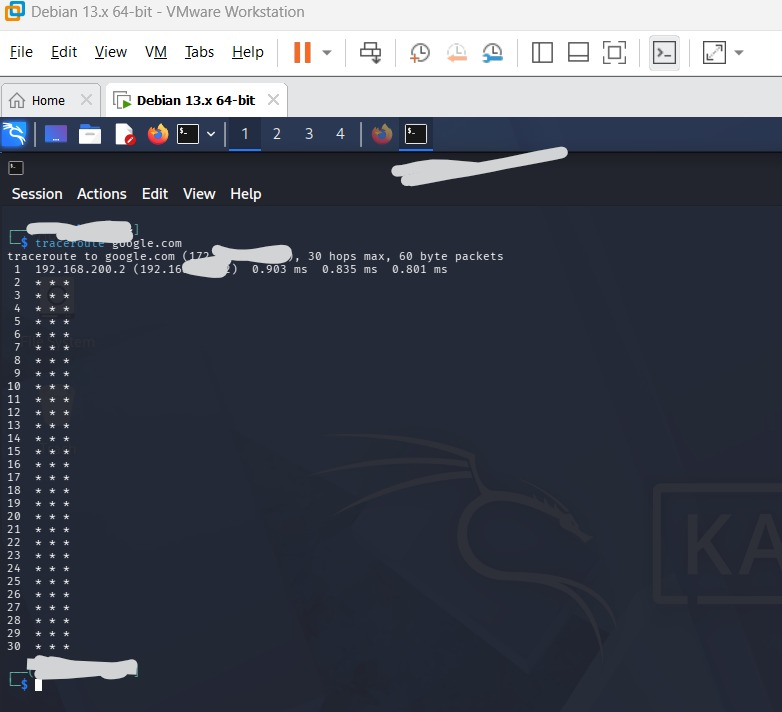 Debian 13.x 64-bit - VMware Workstation
File Edit View VM Tabs Help
Home Debian 13.x 64-bit
1 2 3 4
Session Actions Edit View Help
$ traceroute google.com
traceroute to google.com (172. ), 30 hops max, 60 byte packets
1 192.168.200.2 (192.16 2) 0.903 ms 0.835 ms 0.801 ms
2 * * *
3 * * *
4 * * *
5 * * *
6 * * *
7 * * *
8 * * *
9 * * *
10 * * *
11 * * *
12 * * *
13 * * *
14 * * *
15 * * *
16 * * *
17 * * *
18 * * *
19 * * *
20 * * *
21 * * *
22 * * *
23 * * *
24 * * *
25 * * *
26 * * *
27 * * *
28 * * *
29 * * *
30 * * *
$
KA